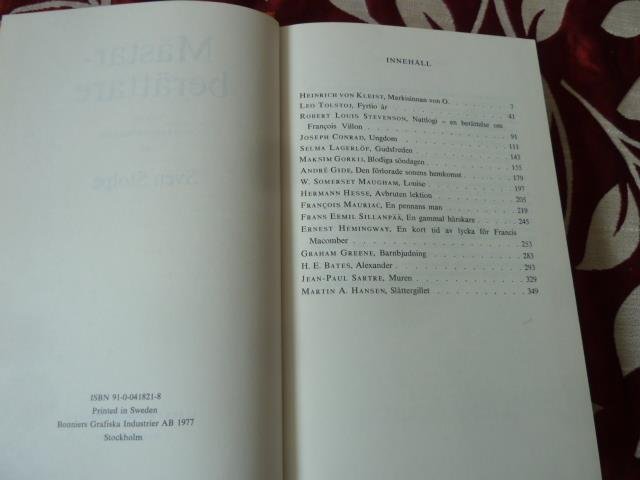 Mästar-
berättare
Sven Stolpe
ISBN 91-0-041821-8
Printed in Sweden
Bonniers Grafiska Industrier AB 1977
Stockholm
INNEHÅLL
HEINRICH VON KLEIST, Markisinnan von O. . . . . 7
LEO TOLSTOJ, Fyrtio år . . . . . 41
ROBERT LOUIS STEVENSON, Nattlogi – en berättelse om
François Villon . . . . . 91
JOSEPH CONRAD, Ungdom . . . . . 111
SELMA LAGERLÖF, Gudsfreden . . . . . 143
MAKSIM GORKIJ, Blodiga söndagen . . . . . 155
ANDRÉ GIDE, Den förlorade sonens hemkomst . . . . . 179
W. SOMERSET MAUGHAM, Louise . . . . . 197
HERMANN HESSE, Avbruten lektion . . . . . 205
FRANÇOIS MAURIAC, En pennans man . . . . . 219
FRANS EEMIL SILLANPÄÄ, En gammal härskare . . . . . 245
ERNEST HEMINGWAY, En kort tid av lycka för Francis
Macomber . . . . . 253
GRAHAM GREENE, Barnbjudning . . . . . 283
H. E. BATES, Alexander . . . . . 293
JEAN-PAUL SARTRE, Muren . . . . . 329
MARTIN A. HANSEN, Slåttergillet . . . . . 349